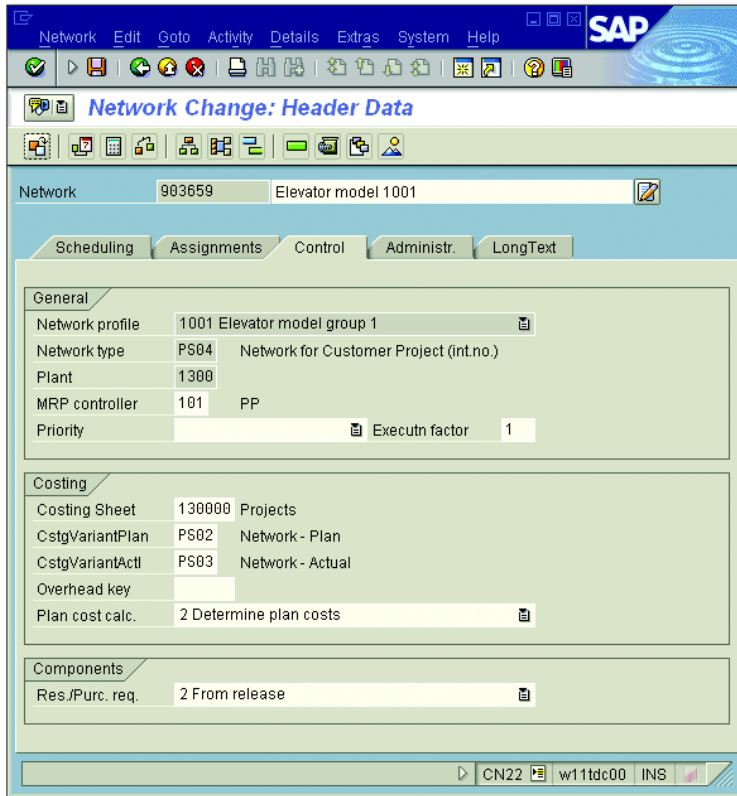 Network Edit Goto Activity Details Extras System Help
SAP
Network Change: Header Data
Network 903659 Elevator model 1001
Scheduling Assignments Control Administr. LongText
General
Network profile 1001 Elevator model group 1
Network type PS04 Network for Customer Project (int.no.)
Plant 1300
MRP controller 101 PP
Priority Executn factor 1
Costing
Costing Sheet 130000 Projects
CstgVariantPlan PS02 Network - Plan
CstgVariantActl PS03 Network - Actual
Overhead key
Plan cost calc. 2 Determine plan costs
Components
Res./Purc. req. 2 From release
CN22 w11tdc00 INS